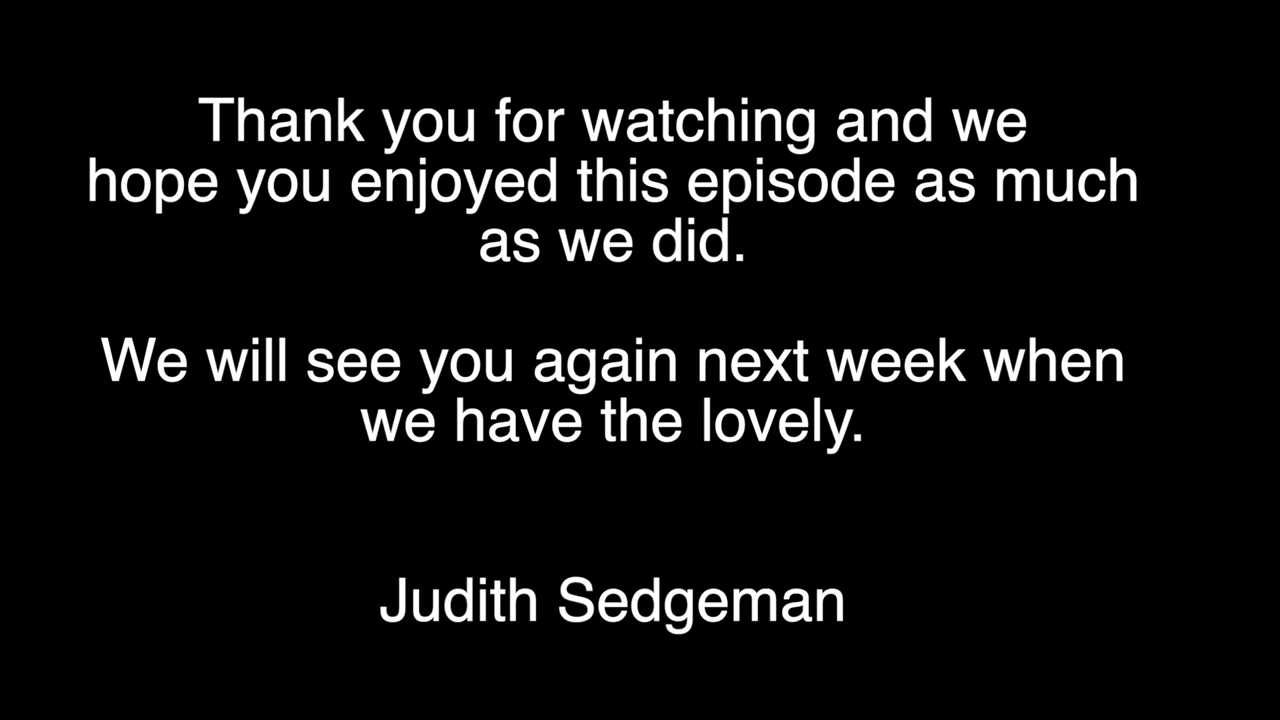 Thank you for watching and we
hope you enjoyed this episode as much
as we did.
We will see you again next week when
we have the lovely.
Judith Sedgeman